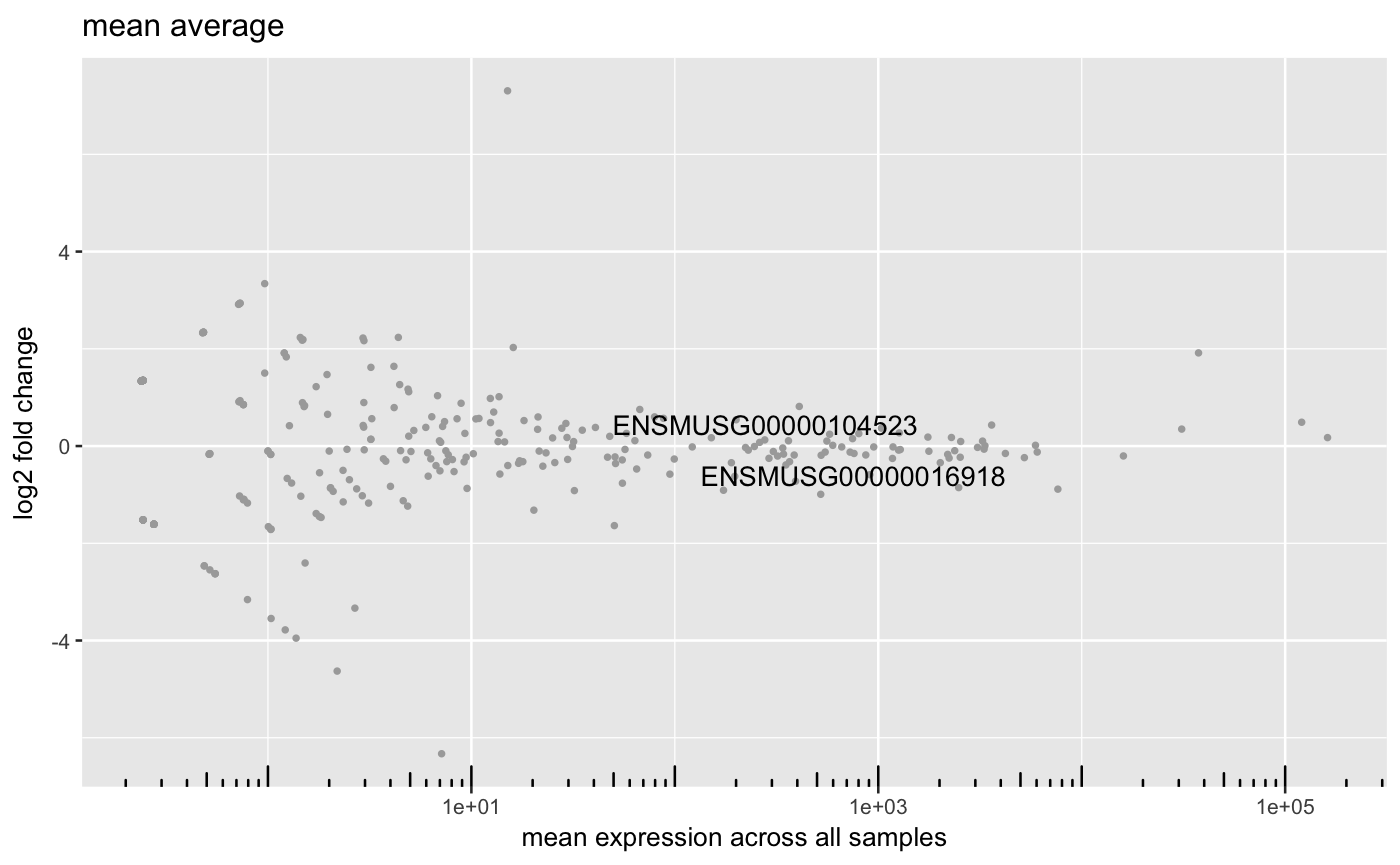 mean average
log2 fold change
4
0
-4
ENSMUSG00000104523
ENSMUSG00000016918
1e+01
1e+03
1e+05
mean expression across all samples